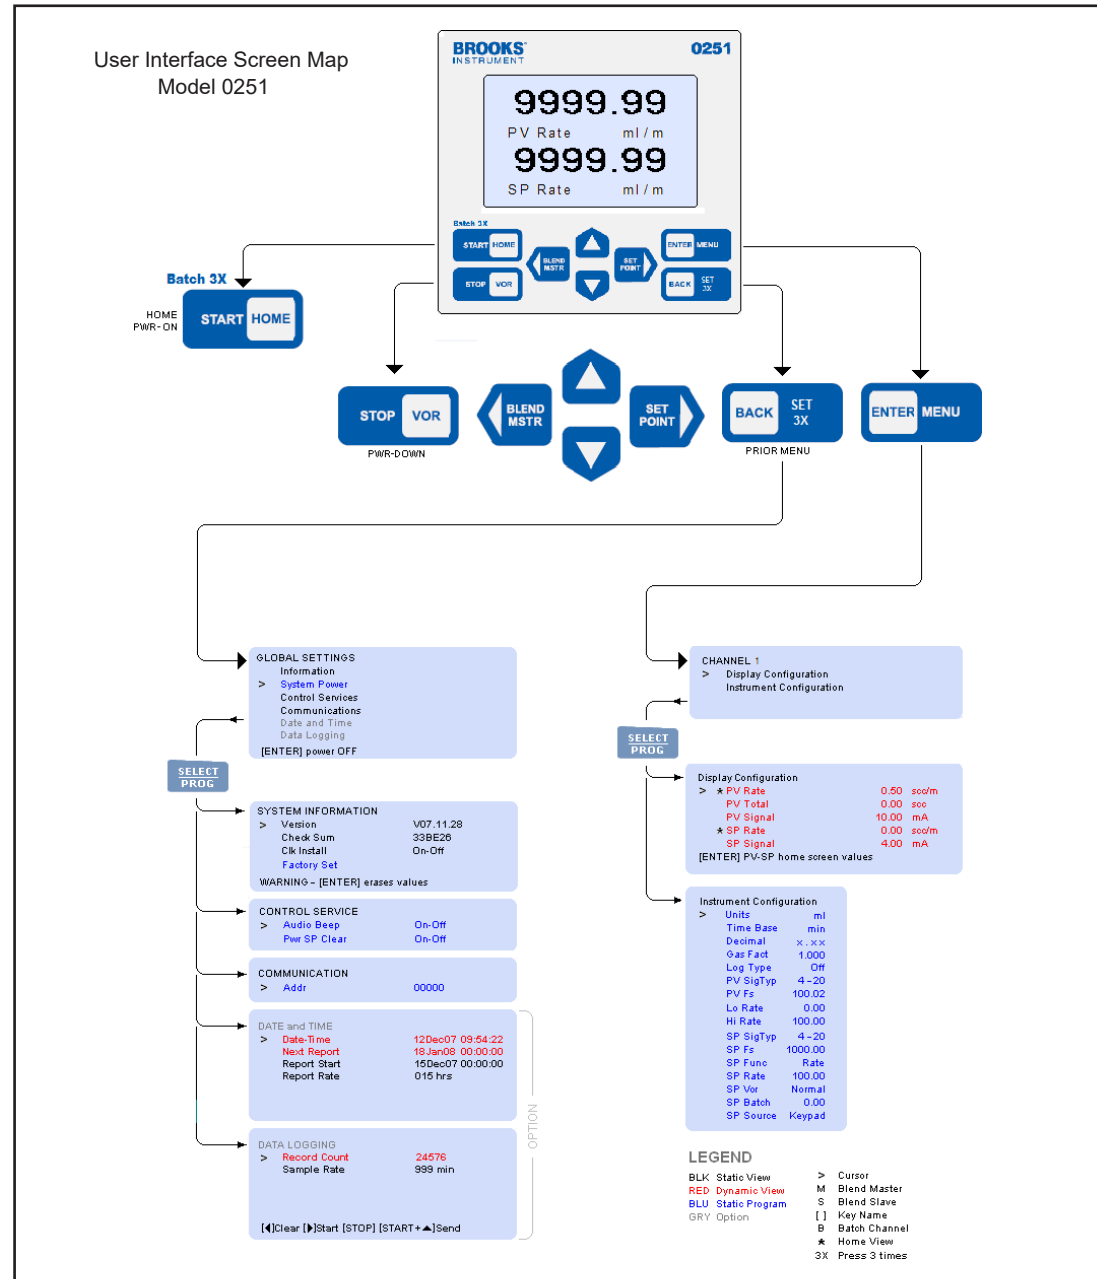 User Interface Screen Map
Model 0251
BROOKS
INSTRUMENT
0251
9999.99
PV Rate ml/m
9999.99
SP Rate ml/m
Batch 3X
START HOME
BLEND MSTR
SET POINT
ENTER MENU
STOP VOR
BACK SET 3X
Batch 3X
HOME
PWR-ON
START HOME
STOP VOR
PWR-DOWN
BLEND
MSTR
SET
POINT
BACK SET
3X
PRIOR MENU
ENTER MENU
GLOBAL SETTINGS
Information
> System Power
Control Services
Communications
Date and Time
Data Logging
[ENTER] power OFF
SELECT
PROG
SYSTEM INFORMATION
> Version V07.11.28
Check Sum 33BE26
Clk Install On-Off
Factory Set
WARNING - [ENTER] erases values
CONTROL SERVICE
> Audio Beep On-Off
Pwr SP Clear On-Off
COMMUNICATION
> Addr 00000
DATE and TIME
> Date-Time 12Dec07 09:54:22
Next Report 18Jan08 00:00:00
Report Start 15Dec07 00:00:00
Report Rate 015 hrs
OPTION
DATA LOGGING
> Record Count 24576
Sample Rate 999 min
[◀]Clear [▶]Start [STOP] [START+▲]Send
CHANNEL 1
> Display Configuration
Instrument Configuration
SELECT
PROG
Display Configuration
> * PV Rate 0.50 scc/m
PV Total 0.00 scc
PV Signal 10.00 mA
* SP Rate 0.00 scc/m
SP Signal 4.00 mA
[ENTER] PV-SP home screen values
Instrument Configuration
> Units ml
Time Base min
Decimal x.xx
Gas Fact 1.000
Log Type Off
PV SigTyp 4-20
PV Fs 100.02
Lo Rate 0.00
Hi Rate 100.00
SP SigTyp 4-20
SP Fs 1000.00
SP Func Rate
SP Rate 100.00
SP Vor Normal
SP Batch 0.00
SP Source Keypad
LEGEND
BLK Static View
RED Dynamic View
BLU Static Program
GRY Option
> Cursor
M Blend Master
S Blend Slave
[ ] Key Name
B Batch Channel
* Home View
3X Press 3 times